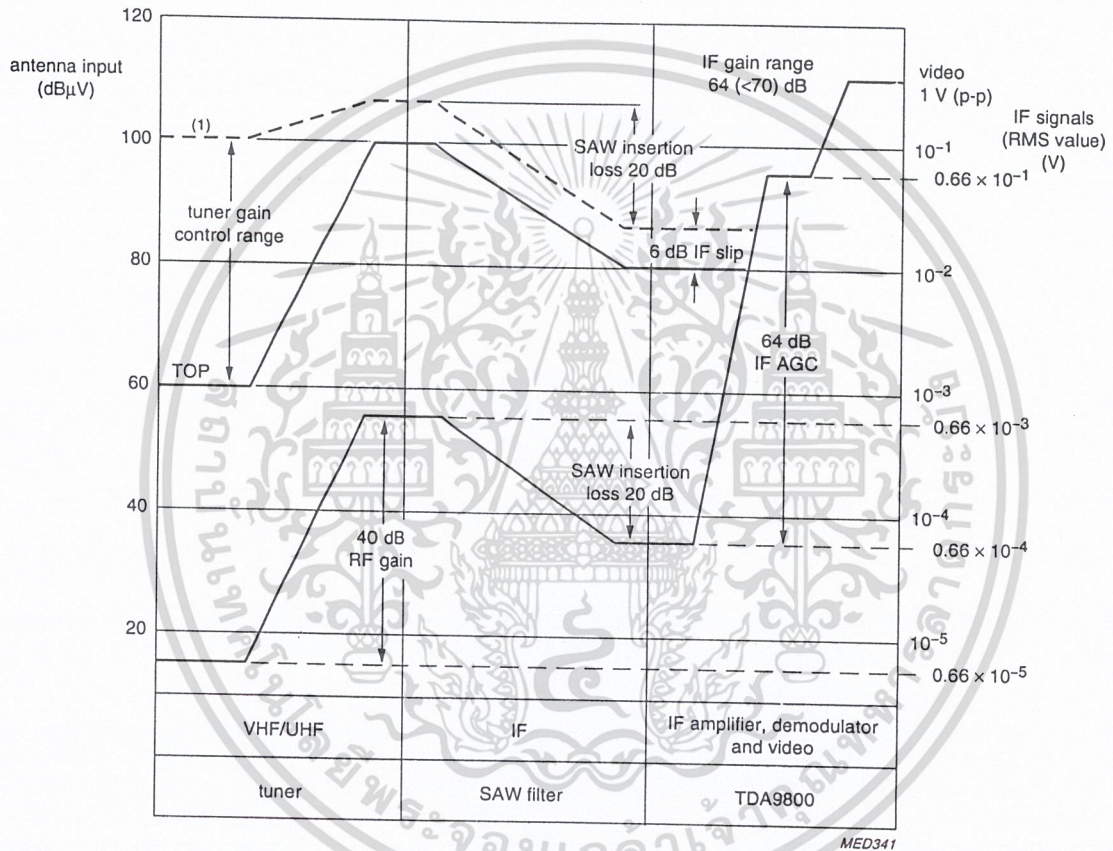 120
antenna input
(dBμV)
100
80
60
40
20
(1)
tuner gain
control range
TOP
40 dB
RF gain
SAW insertion
loss 20 dB
SAW insertion
loss 20 dB
IF gain range
64 (<70) dB
6 dB IF slip
64 dB
IF AGC
video
1 V (p-p)
IF signals
(RMS value)
(V)
10⁻¹
0.66 × 10⁻¹
10⁻²
10⁻³
0.66 × 10⁻³
10⁻⁴
0.66 × 10⁻⁴
10⁻⁵
0.66 × 10⁻⁵
VHF/UHF
IF
IF amplifier, demodulator
and video
tuner
SAW filter
TDA9800
MED341